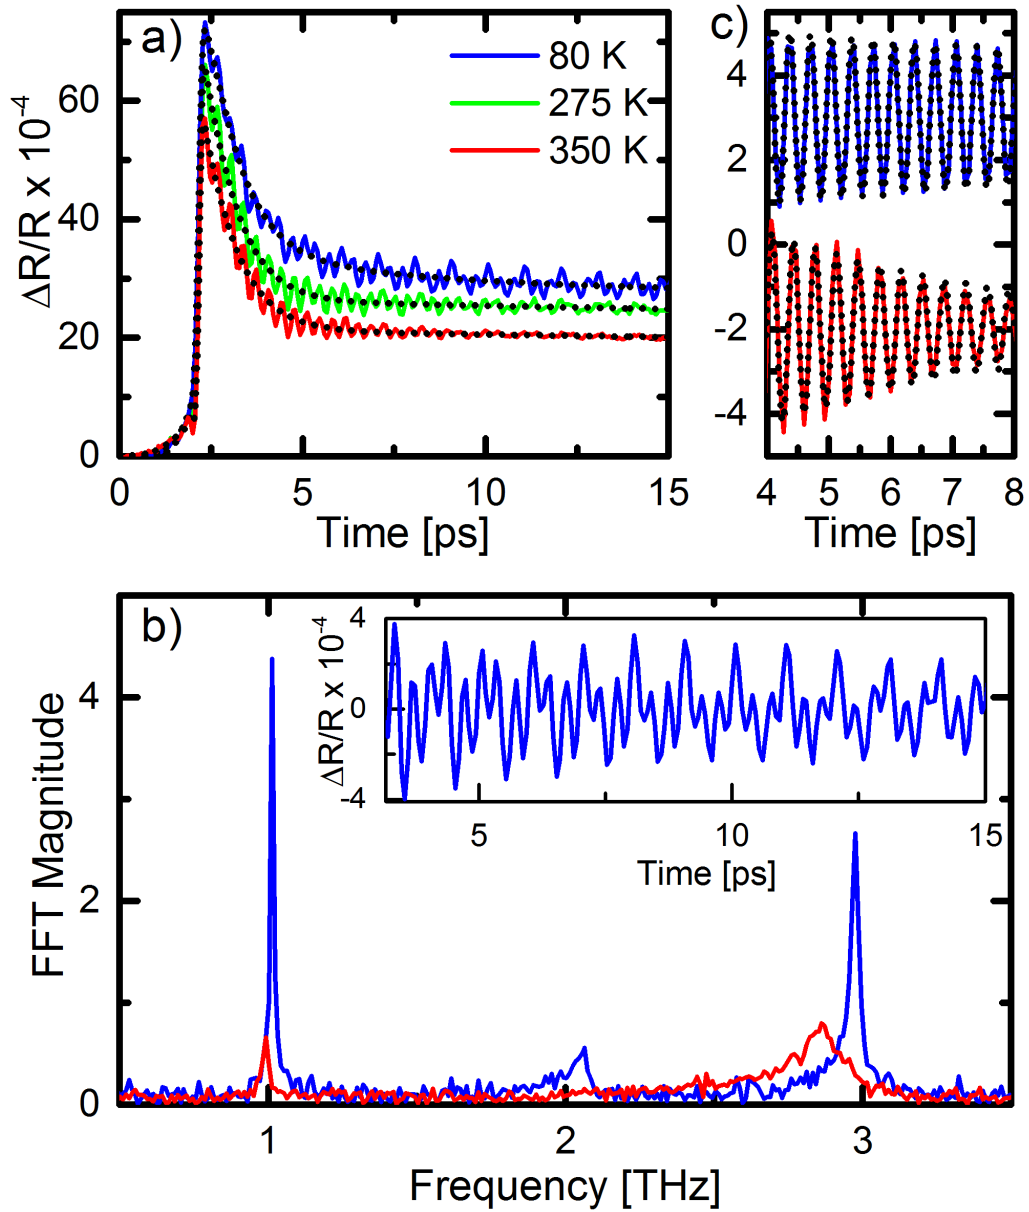 a)
80 K
275 K
350 K
ΔR/R x 10⁻⁴
60
40
20
0
0 5 10 15
Time [ps]
c)
4
2
0
-2
-4
4 5 6 7 8
Time [ps]
b)
FFT Magnitude
4
2
0
1 2 3
Frequency [THz]
ΔR/R x 10⁻⁴
4
0
-4
5 10 15
Time [ps]